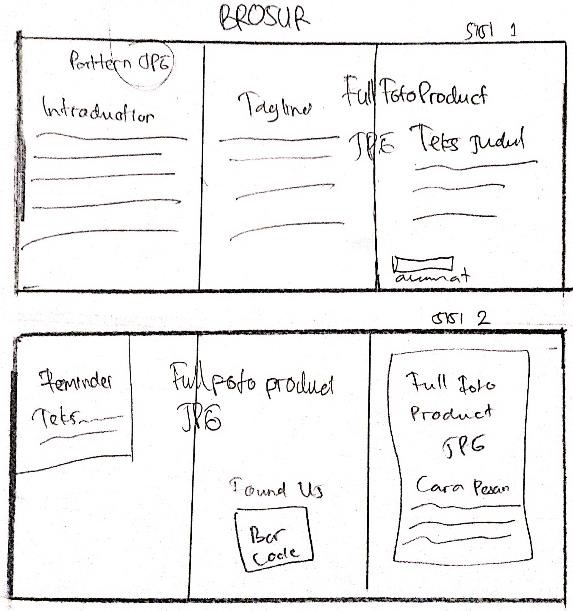 BROSUR
SISI 1
Pattern JPG
Introduction
Tagline
Full Foto Product
JPG
Teks Judul
alamat
SISI 2
Reminder
Teks
Full foto product
JPG
Found Us
Bar
Code
Full Foto
Product
JPG
Cara Pesan